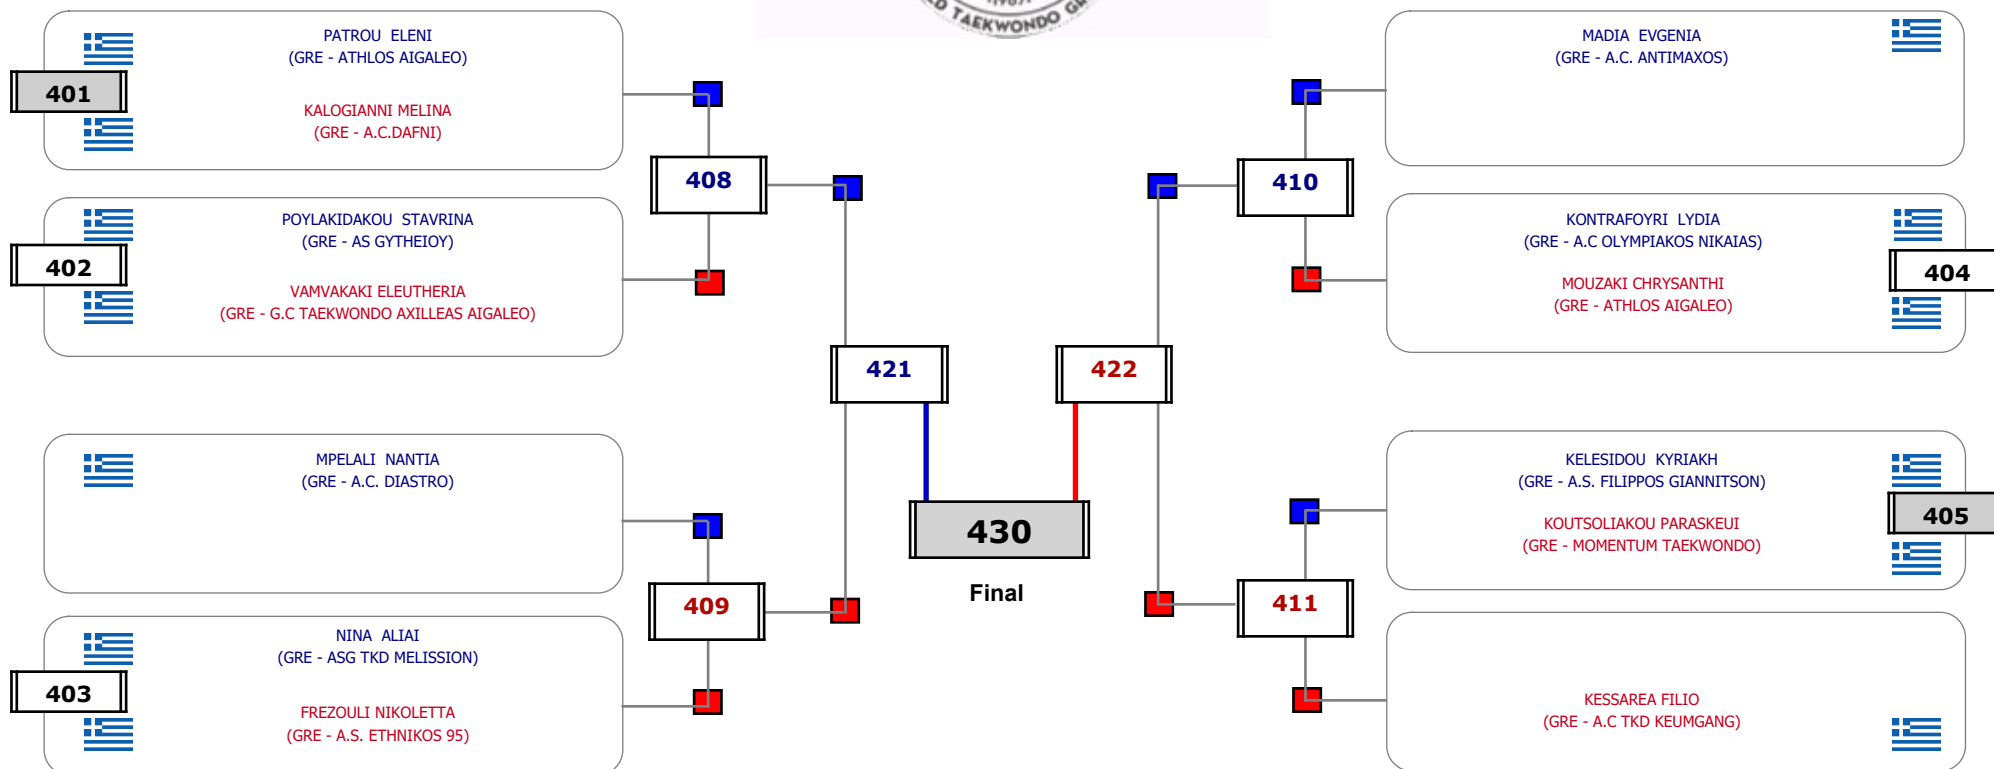 TAEKWONDO
PATROU ELENI
(GRE - ATHLOS AIGALEO)
401
KALOGIANNI MELINA
(GRE - A.C.DAFNI)
408
POYLAKIDAKOU STAVRINA
(GRE - AS GYTHEIOY)
402
VAMVAKAKI ELEUTHERIA
(GRE - G.C TAEKWONDO AXILLEAS AIGALEO)
421
MPELALI NANTIA
(GRE - A.C. DIASTRO)
409
NINA ALIAI
(GRE - ASG TKD MELISSION)
403
FREZOULI NIKOLETTA
(GRE - A.S. ETHNIKOS 95)
430
Final
MADIA EVGENIA
(GRE - A.C. ANTIMAXOS)
410
KONTRAFOYRI LYDIA
(GRE - A.C OLYMPIAKOS NIKAIAS)
404
MOUZAKI CHRYSANTHI
(GRE - ATHLOS AIGALEO)
422
KELESIDOU KYRIAKH
(GRE - A.S. FILIPPOS GIANNITSON)
405
KOUTSOLIAKOU PARASKEUI
(GRE - MOMENTUM TAEKWONDO)
411
KESSAREA FILIO
(GRE - A.C TKD KEUMGANG)